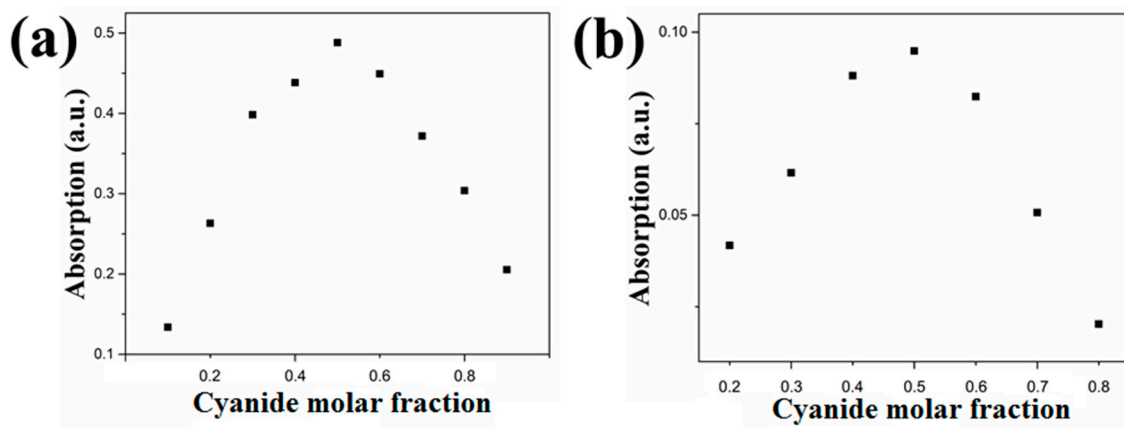 (a)
Absorption (a.u.)
0.5
0.4
0.3
0.2
0.1
0.2 0.4 0.6 0.8
Cyanide molar fraction
(b)
Absorption (a.u.)
0.10
0.05
0.2 0.3 0.4 0.5 0.6 0.7 0.8
Cyanide molar fraction